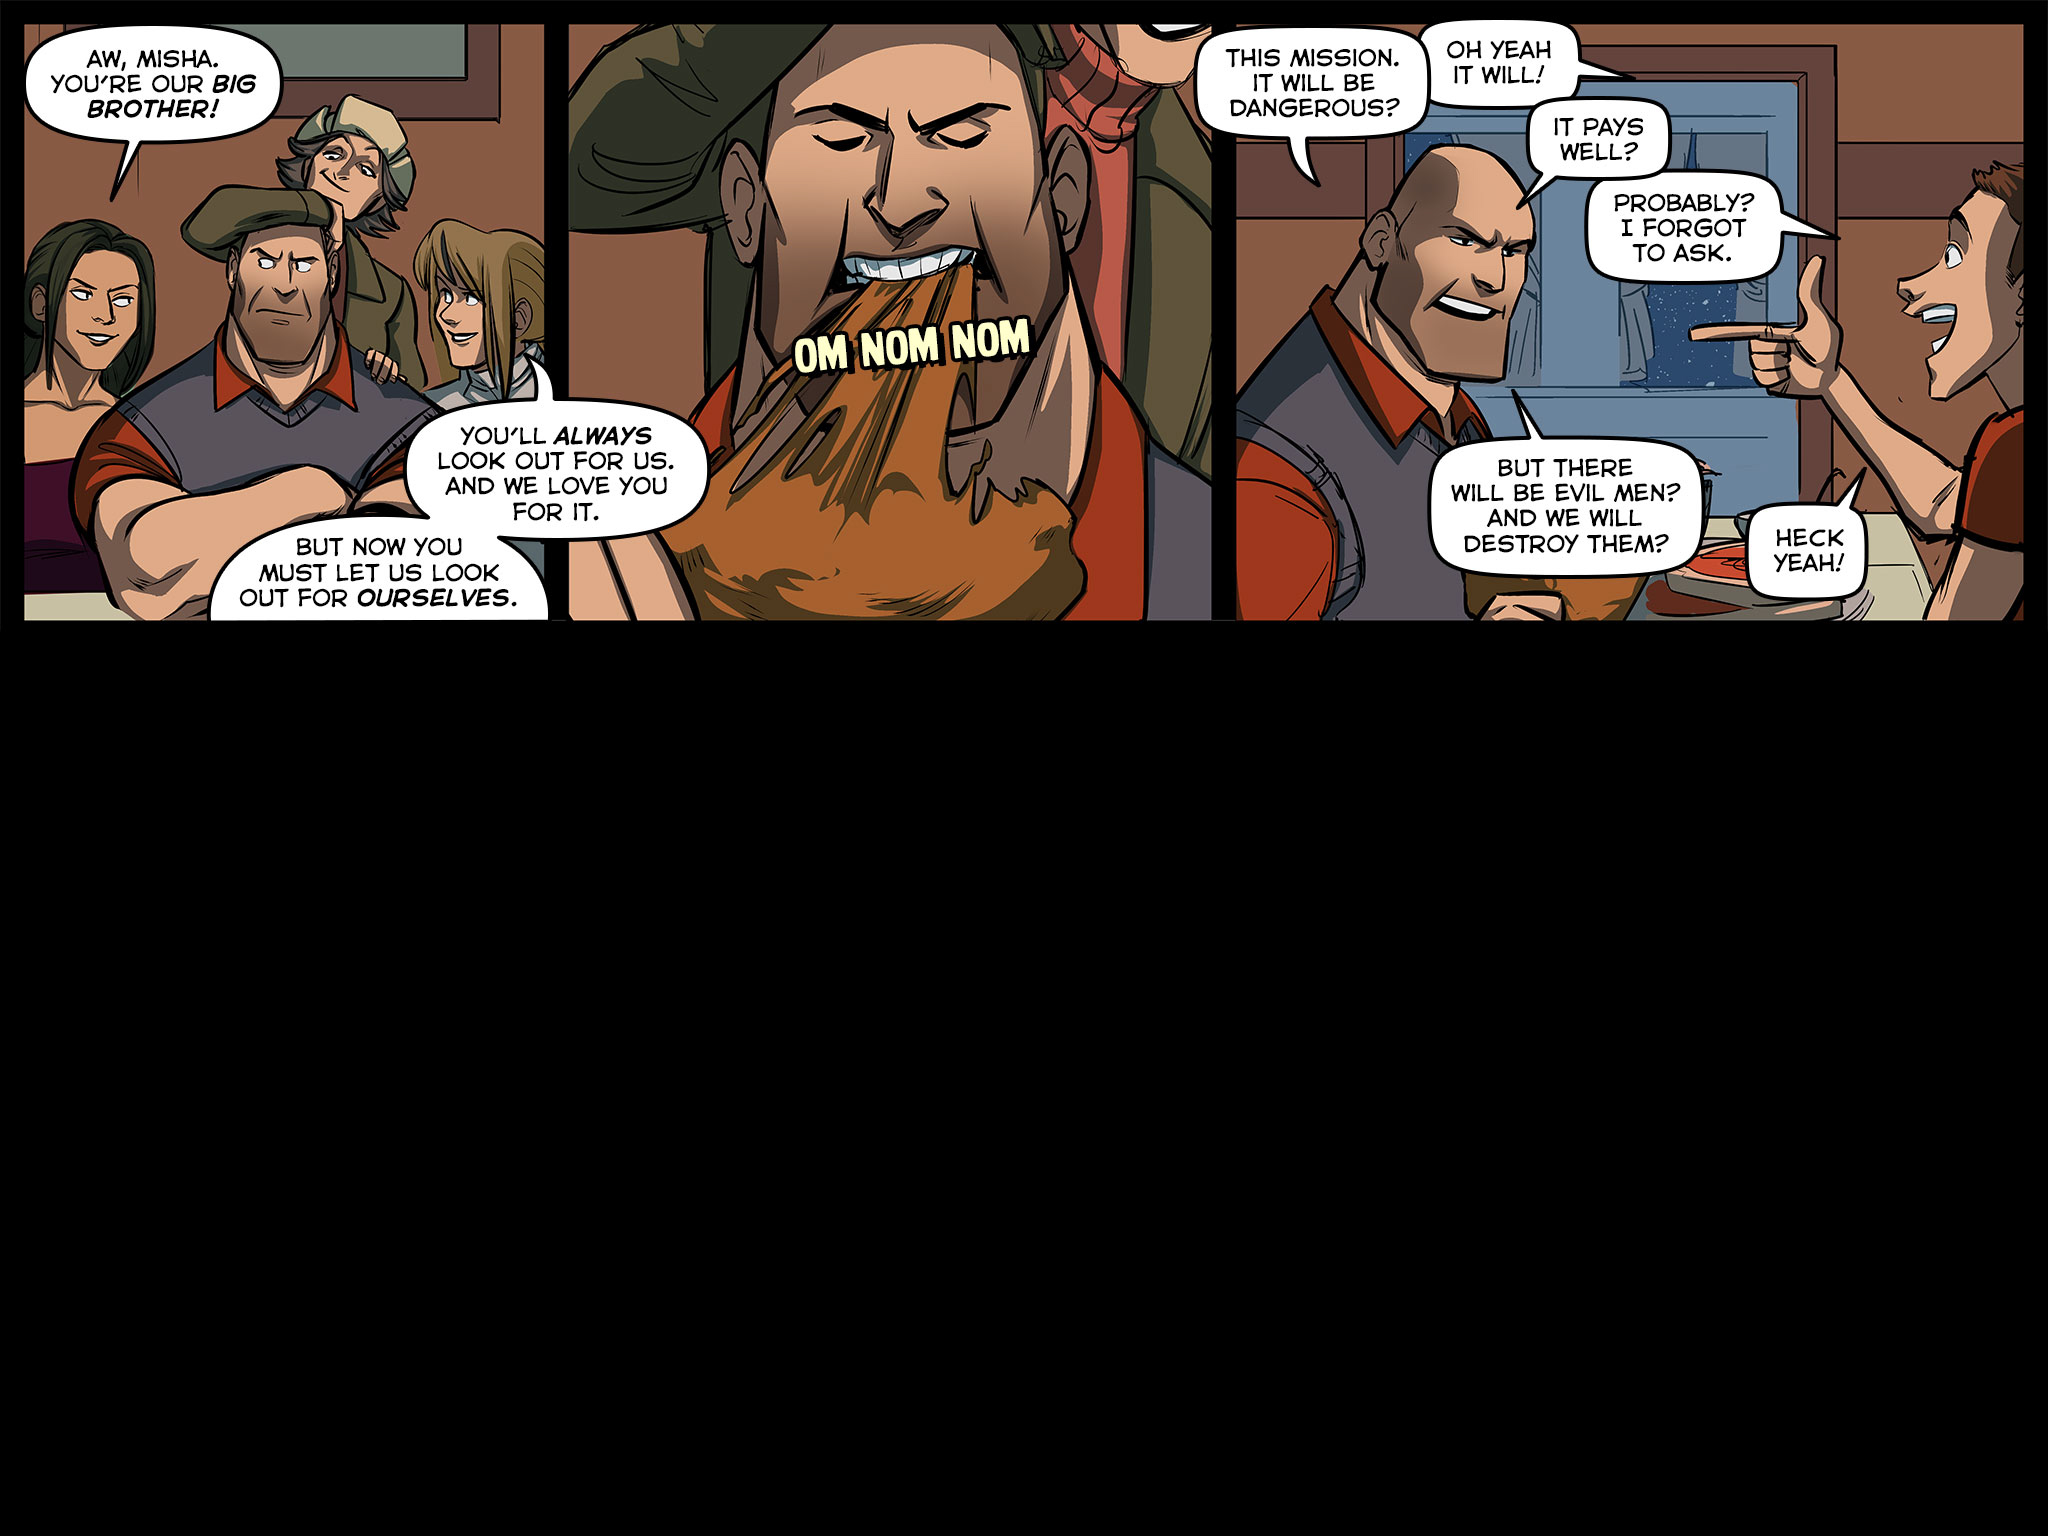 AW, MISHA.
YOU'RE OUR BIG
BROTHER!
YOU'LL ALWAYS
LOOK OUT FOR US.
AND WE LOVE YOU
FOR IT.
BUT NOW YOU
MUST LET US LOOK
OUT FOR OURSELVES.
OM NOM NOM
THIS MISSION.
IT WILL BE
DANGEROUS?
OH YEAH
IT WILL!
IT PAYS
WELL?
PROBABLY?
I FORGOT
TO ASK.
BUT THERE
WILL BE EVIL MEN?
AND WE WILL
DESTROY THEM?
HECK
YEAH!